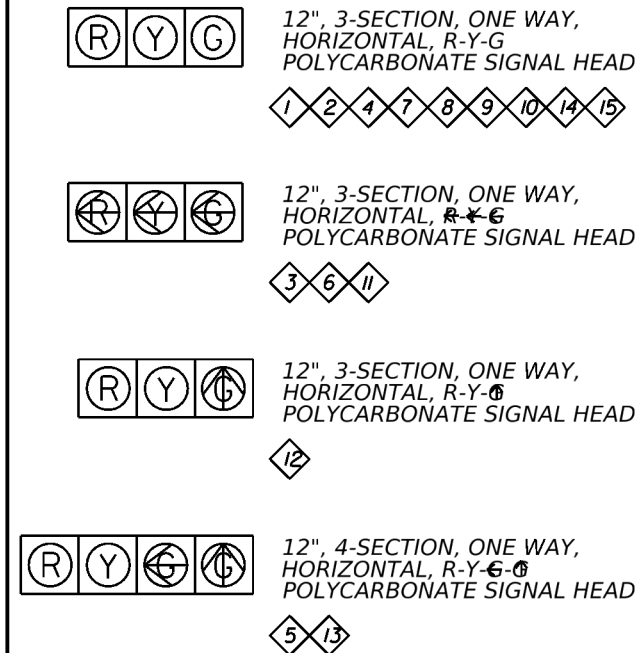 R Y G
12", 3-SECTION, ONE WAY,
HORIZONTAL, R-Y-G
POLYCARBONATE SIGNAL HEAD
1 2 4 7 8 9 10 14 15
R Y G
12", 3-SECTION, ONE WAY,
HORIZONTAL, R-Y-G
POLYCARBONATE SIGNAL HEAD
3 6 11
R Y G
12", 3-SECTION, ONE WAY,
HORIZONTAL, R-Y-G
POLYCARBONATE SIGNAL HEAD
12
R Y G G
12", 4-SECTION, ONE WAY,
HORIZONTAL, R-Y-G-G
POLYCARBONATE SIGNAL HEAD
5 13